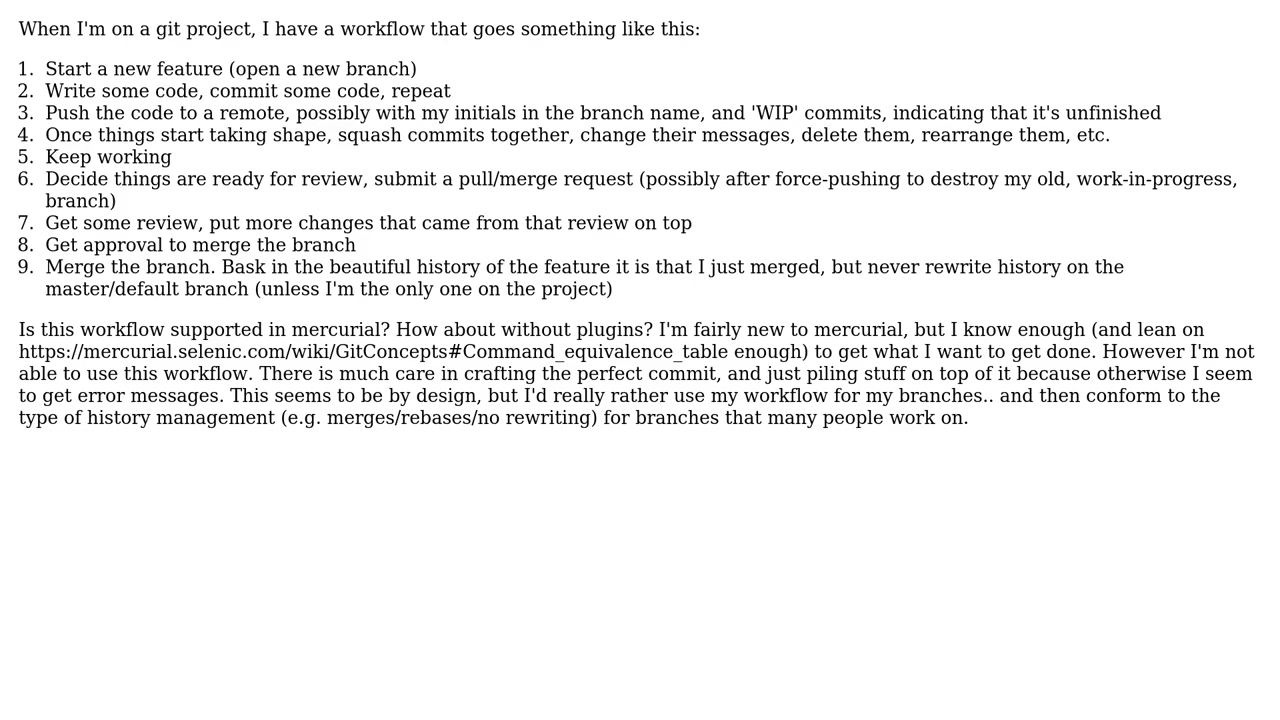 When I'm on a git project, I have a workflow that goes something like this:
1. Start a new feature (open a new branch)
2. Write some code, commit some code, repeat
3. Push the code to a remote, possibly with my initials in the branch name, and 'WIP' commits, indicating that it's unfinished
4. Once things start taking shape, squash commits together, change their messages, delete them, rearrange them, etc.
5. Keep working
6. Decide things are ready for review, submit a pull/merge request (possibly after force-pushing to destroy my old, work-in-progress,
branch)
7. Get some review, put more changes that came from that review on top
8. Get approval to merge the branch
9. Merge the branch. Bask in the beautiful history of the feature it is that I just merged, but never rewrite history on the
master/default branch (unless I'm the only one on the project)
Is this workflow supported in mercurial? How about without plugins? I'm fairly new to mercurial, but I know enough (and lean on
https://mercurial.selenic.com/wiki/GitConcepts#Command_equivalence_table enough) to get what I want to get done. However I'm not
able to use this workflow. There is much care in crafting the perfect commit, and just piling stuff on top of it because otherwise I seem
to get error messages. This seems to be by design, but I'd really rather use my workflow for my branches.. and then conform to the
type of history management (e.g. merges/rebases/no rewriting) for branches that many people work on.